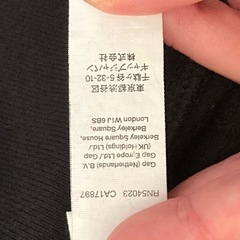 RN54023 CA17897
Gap (Netherlands) B.V.
Gap Europe Ltd / Gap
(UK Holdings) Ltd /
Berkeley Square House,
Berkeley Square,
London W1J 6BS
株式会社
ギャップジャパン
千駄ヶ谷5-32-10
東京都渋谷区